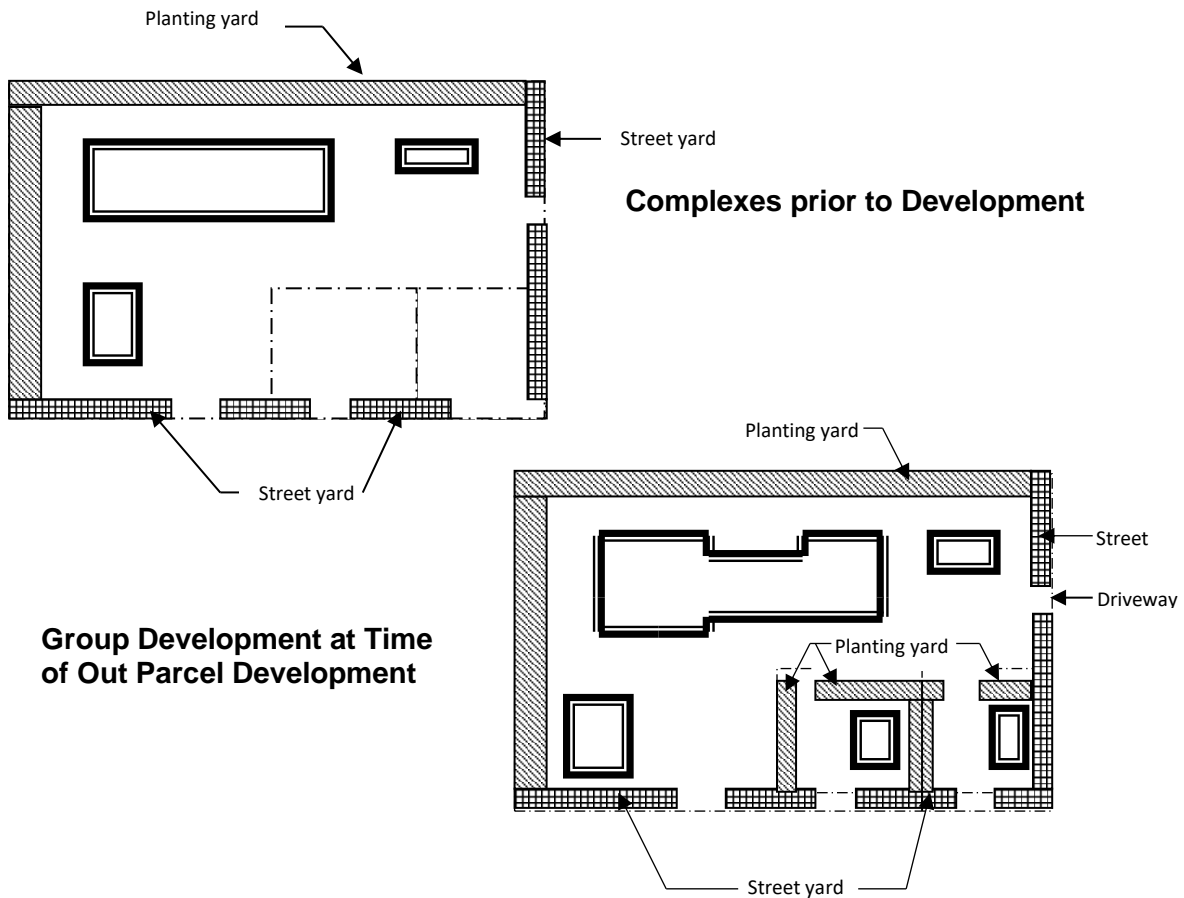 Planting yard
Street yard
Complexes prior to Development
Street yard
Planting yard
Street
Driveway
Group Development at Time
of Out Parcel Development
Planting yard
Street yard